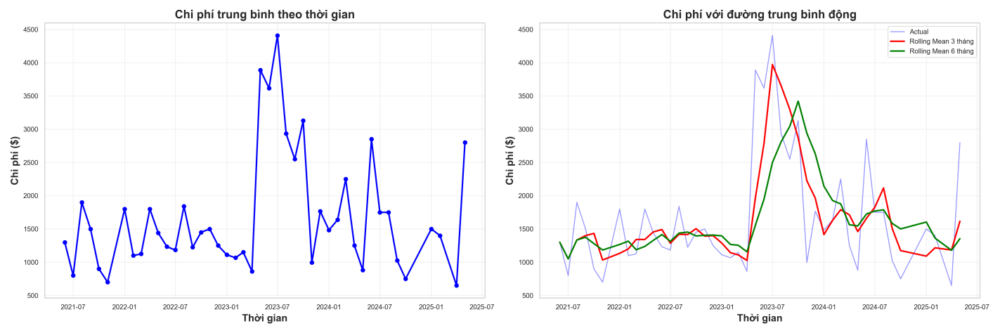 Chi phí trung bình theo thời gian
4500
4000
3500
3000
2500
2000
1500
1000
500
Chi phí ($)
2021-07 2022-01 2022-07 2023-01 2023-07 2024-01 2024-07 2025-01 2025-07
Thời gian
Chi phí với đường trung bình động
Actual
Rolling Mean 3 tháng
Rolling Mean 6 tháng
4500
4000
3500
3000
2500
2000
1500
1000
500
Chi phí ($)
2021-07 2022-01 2022-07 2023-01 2023-07 2024-01 2024-07 2025-01 2025-07
Thời gian